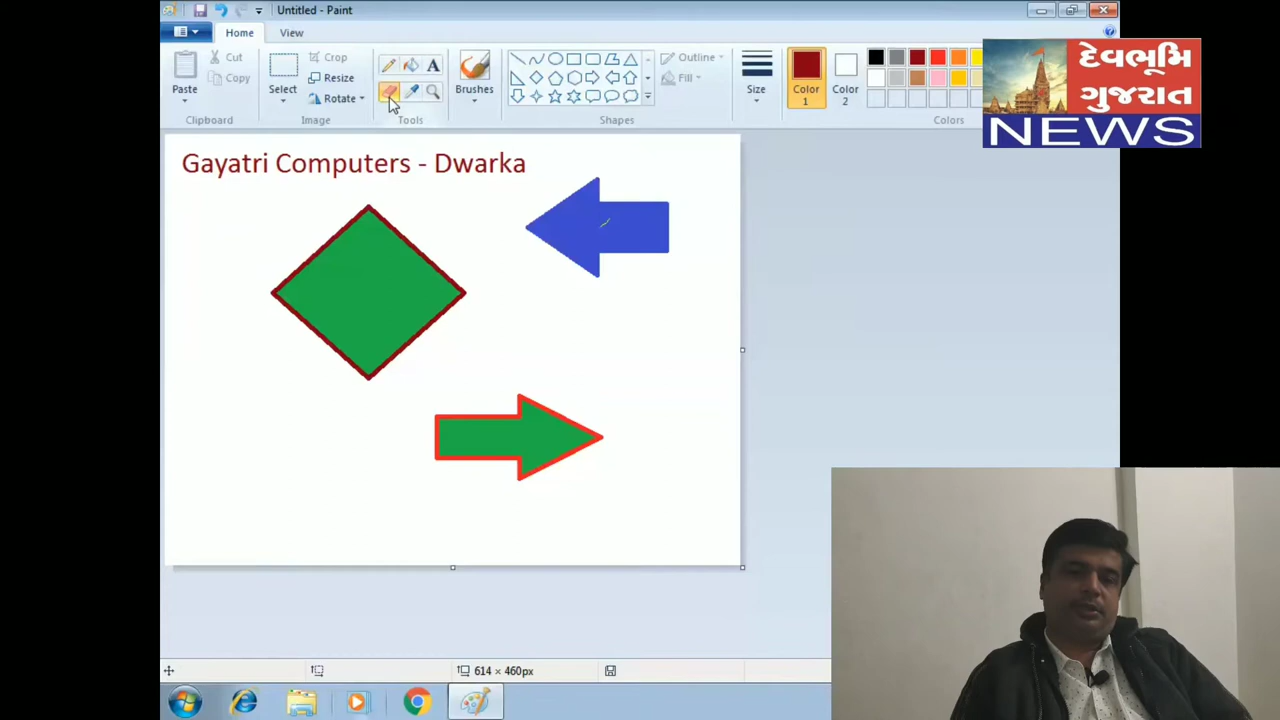 Untitled - Paint
Home
View
Paste
Cut
Copy
Clipboard
Select
Crop
Resize
Rotate
Image
A
Tools
Brushes
Shapes
Outline
Fill
Size
Color 1
Color 2
Colors
દેવભૂમિ
ગુજરાત
NEWS
Gayatri Computers - Dwarka
614 × 460px